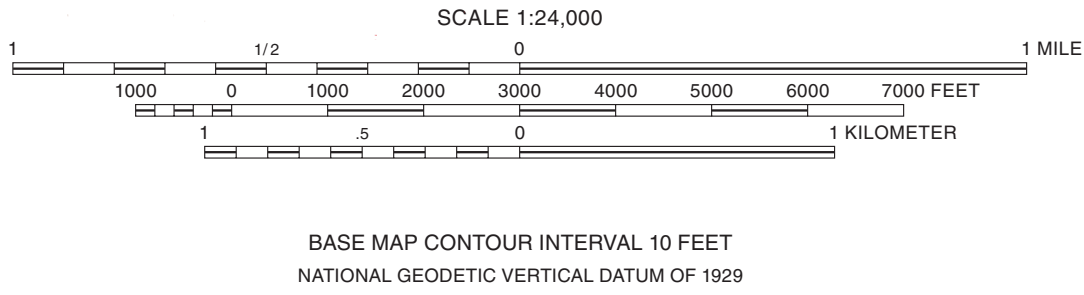 SCALE 1:24,000
1 1/2 0 1 MILE
1000 0 1000 2000 3000 4000 5000 6000 7000 FEET
1 .5 0 1 KILOMETER
BASE MAP CONTOUR INTERVAL 10 FEET
NATIONAL GEODETIC VERTICAL DATUM OF 1929